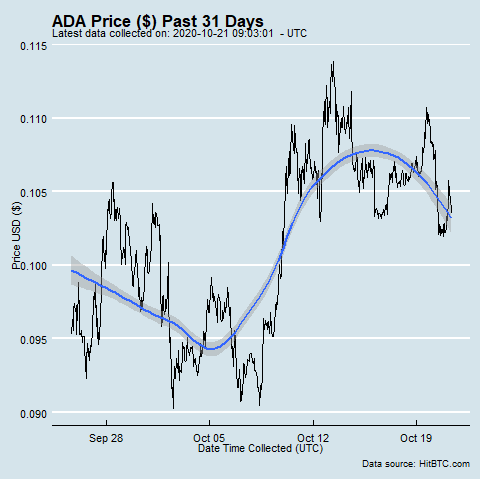 ADA Price ($) Past 31 Days
Latest data collected on: 2020-10-21 09:03:01 - UTC
0.115
0.110
0.105
0.100
0.095
0.090
Price USD ($)
Sep 28
Oct 05
Oct 12
Oct 19
Date Time Collected (UTC)
Data source: HitBTC.com